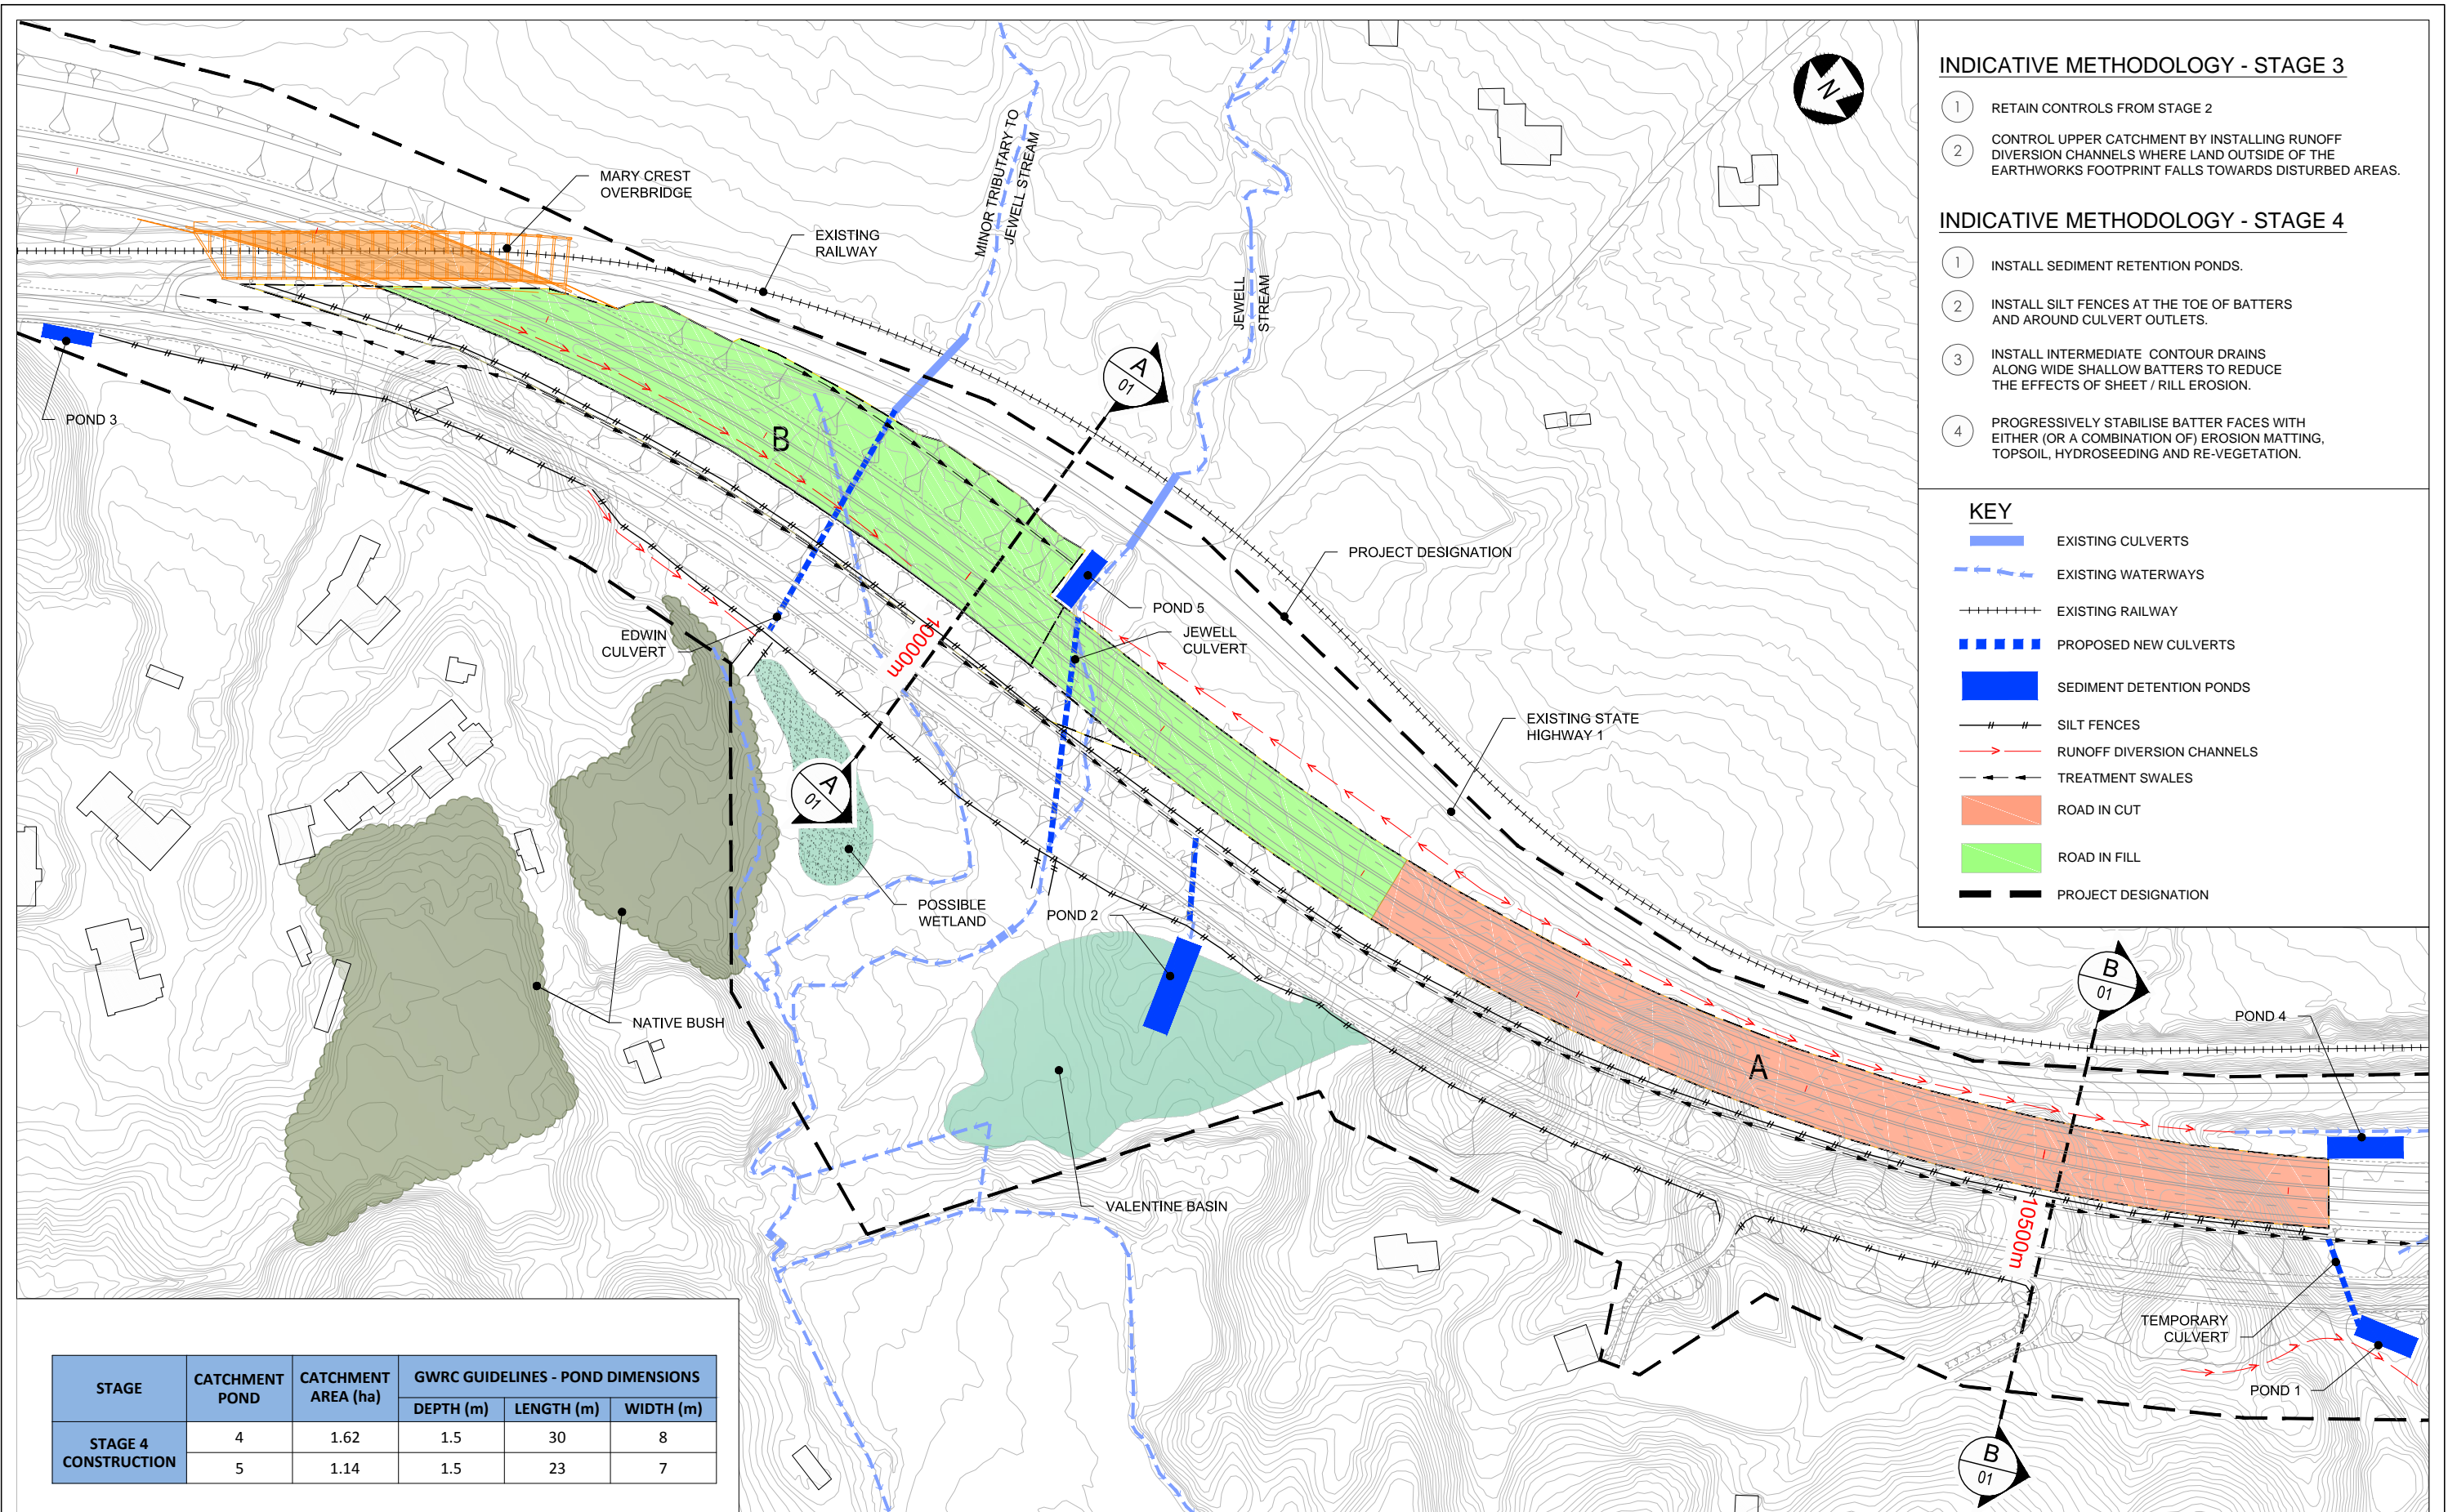 INDICATIVE METHODOLOGY - STAGE 3
1 RETAIN CONTROLS FROM STAGE 2
2 CONTROL UPPER CATCHMENT BY INSTALLING RUNOFF
DIVERSION CHANNELS WHERE LAND OUTSIDE OF THE
EARTHWORKS FOOTPRINT FALLS TOWARDS DISTURBED AREAS.
INDICATIVE METHODOLOGY - STAGE 4
1 INSTALL SEDIMENT RETENTION PONDS.
2 INSTALL SILT FENCES AT THE TOE OF BATTERS
AND AROUND CULVERT OUTLETS.
3 INSTALL INTERMEDIATE CONTOUR DRAINS
ALONG WIDE SHALLOW BATTERS TO REDUCE
THE EFFECTS OF SHEET / RILL EROSION.
4 PROGRESSIVELY STABILISE BATTER FACES WITH
EITHER (OR A COMBINATION OF) EROSION MATTING,
TOPSOIL, HYDROSEEDING AND RE-VEGETATION.
KEY
EXISTING CULVERTS
EXISTING WATERWAYS
EXISTING RAILWAY
PROPOSED NEW CULVERTS
SEDIMENT DETENTION PONDS
SILT FENCES
RUNOFF DIVERSION CHANNELS
TREATMENT SWALES
ROAD IN CUT
ROAD IN FILL
PROJECT DESIGNATION
N
MARY CREST
OVERBRIDGE
EXISTING
RAILWAY
MINOR TRIBUTARY TO
JEWELL STREAM
JEWELL
STREAM
A
01
POND 3
B
PROJECT DESIGNATION
POND 5
JEWELL
CULVERT
EDWIN
CULVERT
10000m
EXISTING STATE
HIGHWAY 1
A
01
POSSIBLE
WETLAND
POND 2
NATIVE BUSH
B
01
POND 4
A
VALENTINE BASIN
10500m
TEMPORARY
CULVERT
POND 1
B
01
STAGE
CATCHMENT
POND
CATCHMENT
AREA (ha)
GWRC GUIDELINES - POND DIMENSIONS
DEPTH (m) LENGTH (m) WIDTH (m)
STAGE 4
CONSTRUCTION
4 1.62 1.5 30 8
5 1.14 1.5 23 7